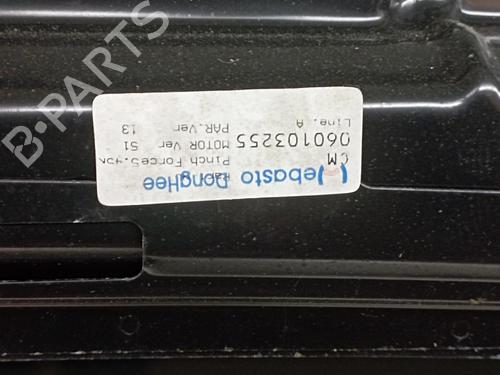 Webasto DongHee
CM
Pinch Force
060103255 MOTOR Ver 51
Line. A PAR.Ver 13
B-PARTS